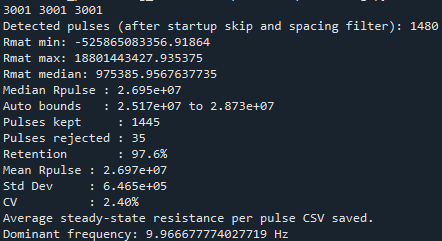 3001 3001 3001
Detected pulses (after startup skip and spacing filter): 1480
Rmat min: -525865083356.91864
Rmat max: 18801443427.935375
Rmat median: 975385.9567637735
Median Rpulse : 2.695e+07
Auto bounds   : 2.517e+07 to 2.873e+07
Pulses kept     : 1445
Pulses rejected : 35
Retention       : 97.6%
Mean Rpulse : 2.697e+07
Std Dev     : 6.465e+05
CV          : 2.40%
Average steady-state resistance per pulse CSV saved.
Dominant frequency: 9.966677774027719 Hz